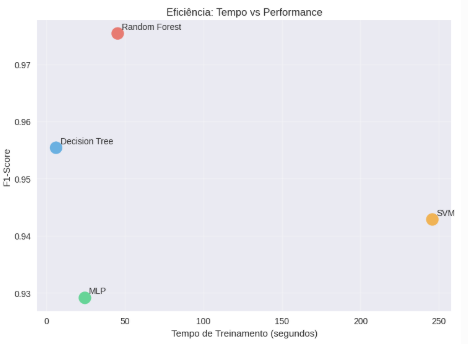 Eficiência: Tempo vs Performance
Random Forest
0.97
0.96
Decision Tree
F1-Score
0.95
SVM
0.94
MLP
0.93
0 50 100 150 200 250
Tempo de Treinamento (segundos)